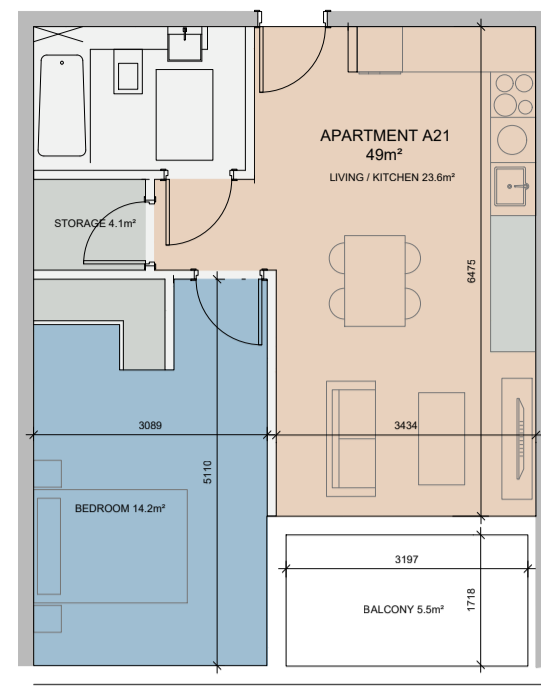 APARTMENT A21
49m²
LIVING / KITCHEN 23.6m²
STORAGE 4.1m²
6475
3089
3434
5110
BEDROOM 14.2m²
3197
1718
BALCONY 5.5m²